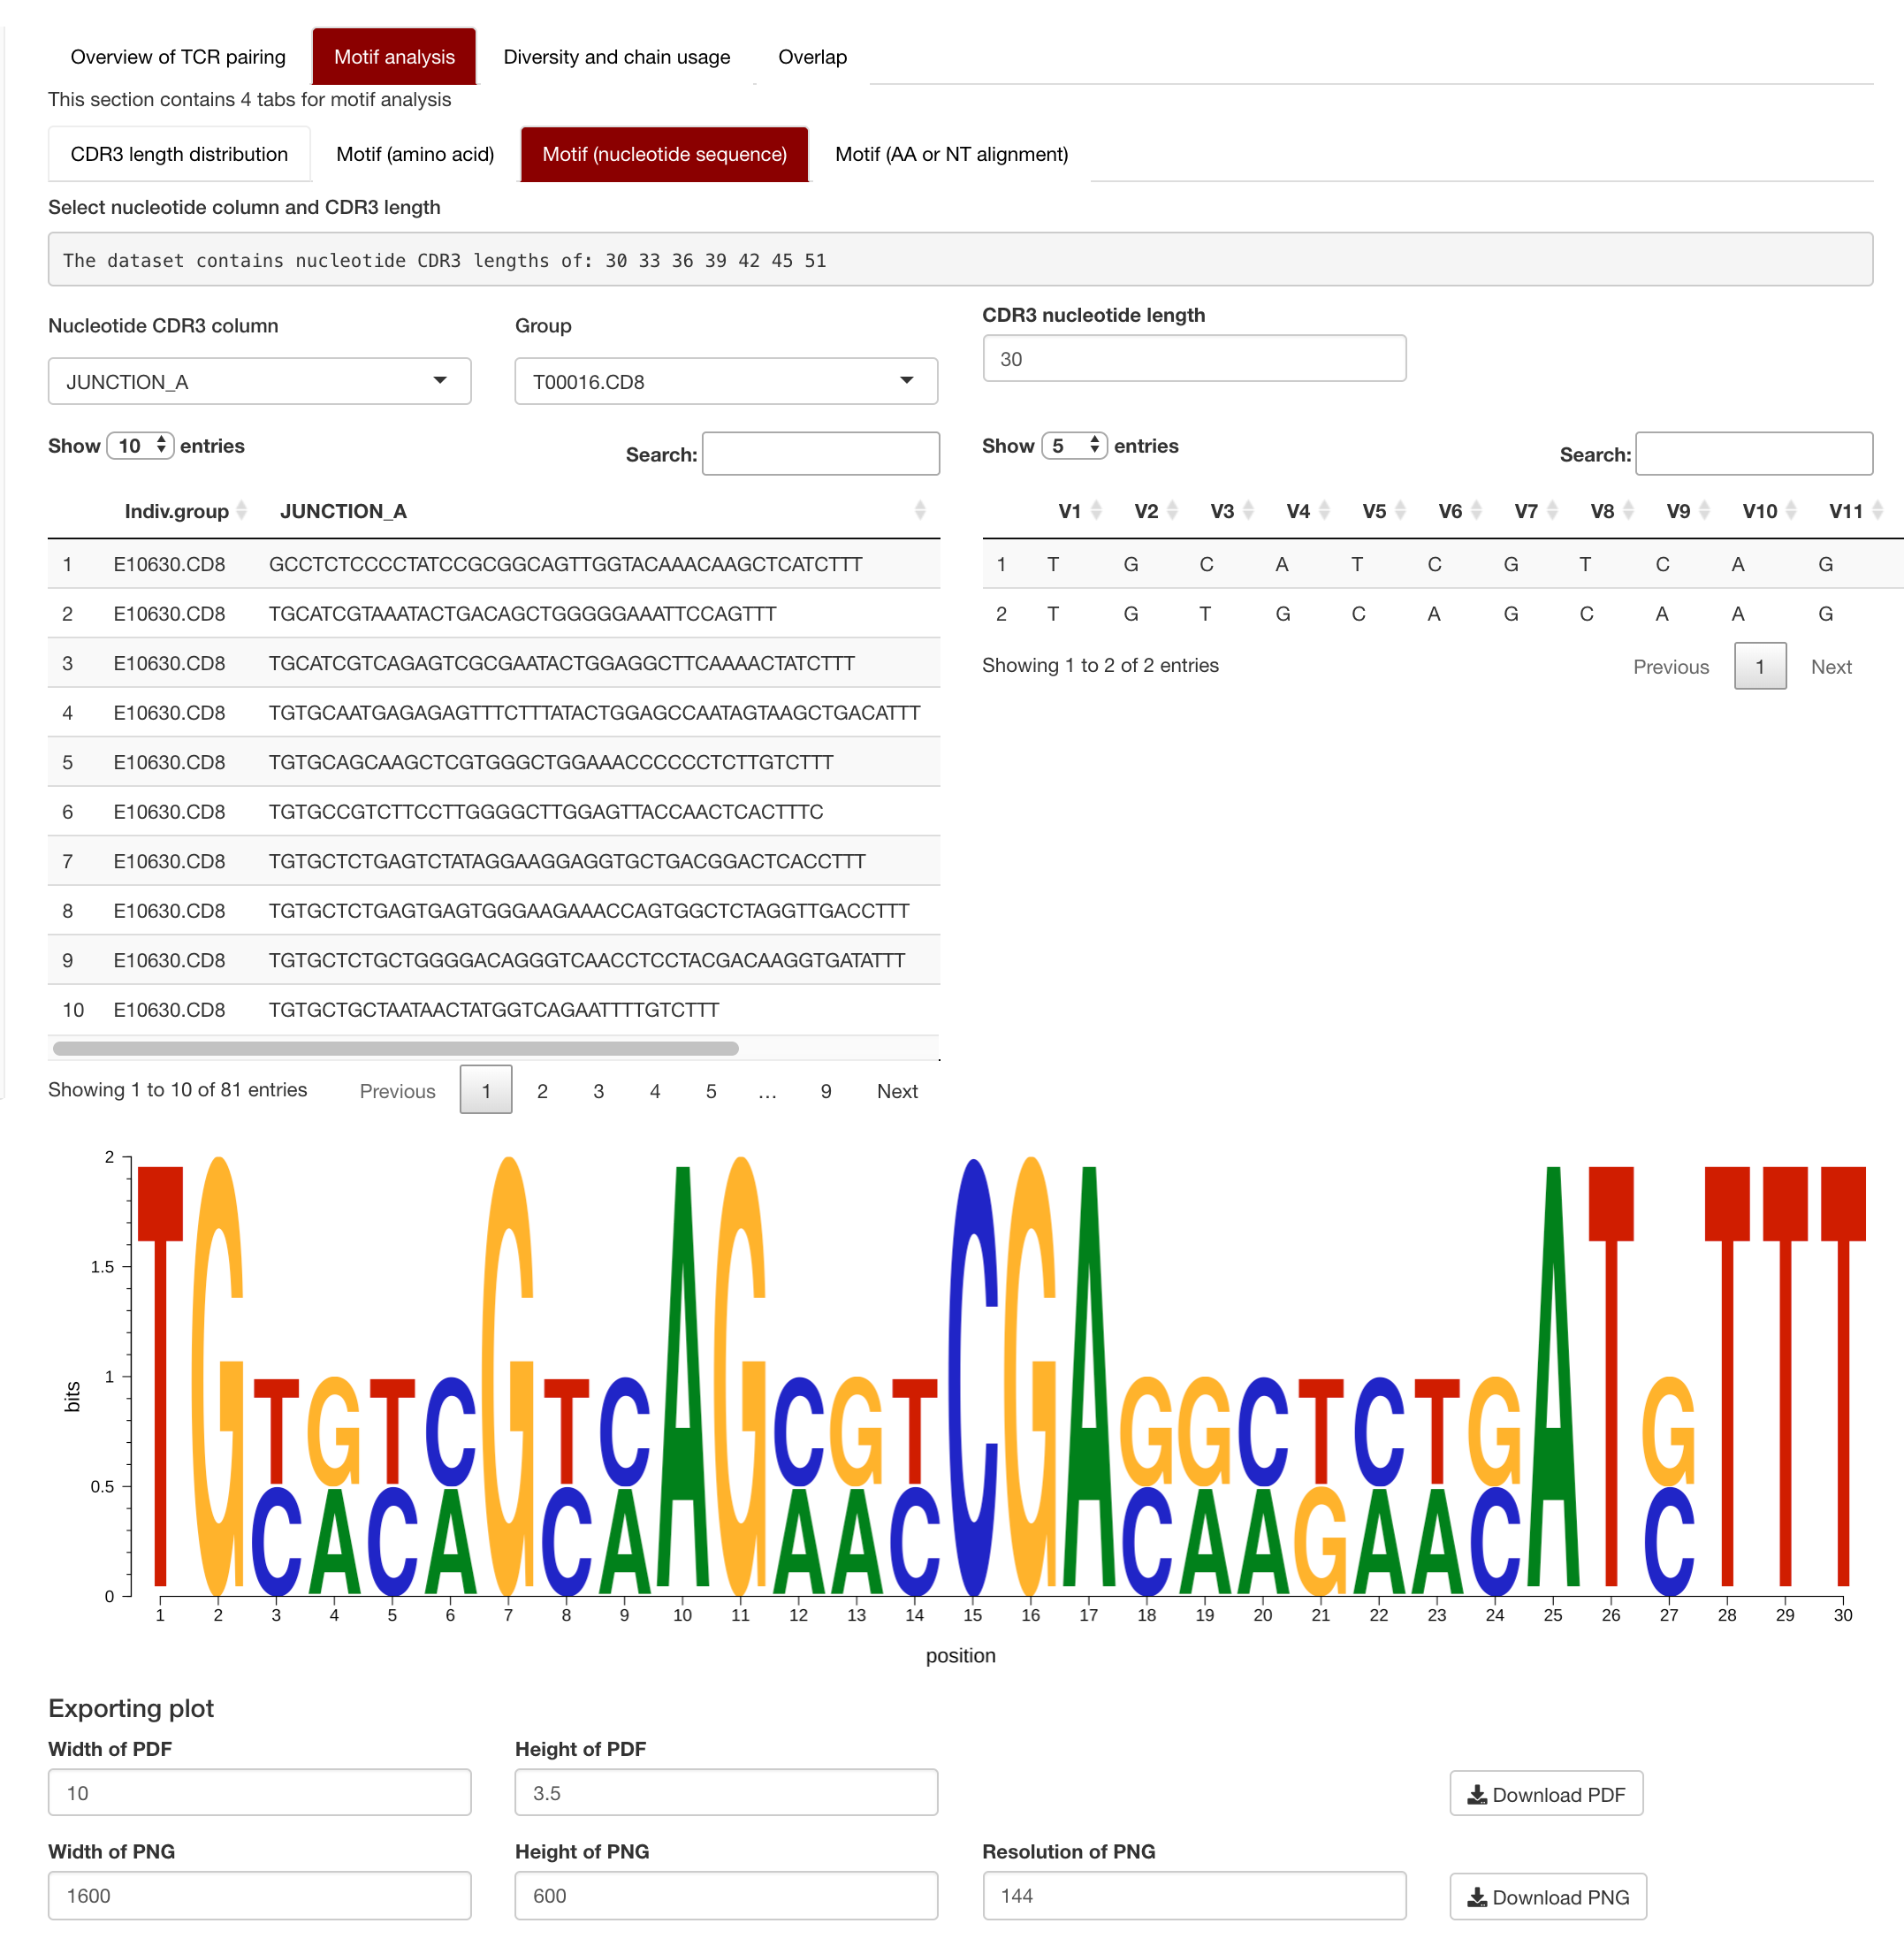 Overview of TCR pairing Motif analysis Diversity and chain usage Overlap
This section contains 4 tabs for motif analysis
CDR3 length distribution Motif (amino acid) Motif (nucleotide sequence) Motif (AA or NT alignment)
Select nucleotide column and CDR3 length
The dataset contains nucleotide CDR3 lengths of: 30 33 36 39 42 45 51
Nucleotide CDR3 column Group CDR3 nucleotide length
JUNCTION_A T00016.CD8 30
Show 10 entries Search: Show 5 entries Search:
Indiv.group JUNCTION_A V1 V2 V3 V4 V5 V6 V7 V8 V9 V10 V11
1 E10630.CD8 GCCTCTCCCCTATCCGCGGCAGTTGGTACAAACAAGCTCATCTTT 1 T G C A T C G T C A G
2 E10630.CD8 TGCATCGTAAATACTGACAGCTGGGGGAAATTCCAGTTT 2 T G T G C A G C A A G
Showing 1 to 2 of 2 entries Previous 1 Next
3 E10630.CD8 TGCATCGTCAGAGTCGCGAATACTGGAGGCTTCAAAACTATCTTT
4 E10630.CD8 TGTGCAATGAGAGAGTTTCTTTATACTGGAGCCAATAGTAAGCTGACATTT
5 E10630.CD8 TGTGCAGCAAGCTCGTGGGCTGGAAACCCCCCTCTTGTCTTT
6 E10630.CD8 TGTGCCGTCTTCCTTGGGGCTTGGAGTTACCAACTCACTTTC
7 E10630.CD8 TGTGCTCTGAGTCTATAGGAAGGAGGTGCTGACGGACTCACCTTT
8 E10630.CD8 TGTGCTCTGAGTGAGTGGGAAGAAACCAGTGGCTCTAGGTTGACCTTT
9 E10630.CD8 TGTGCTCTGCTGGGGACAGGGTCAACCTCCTACGACAAGGTGATATTT
10 E10630.CD8 TGTGCTGCTAATAACTATGGTCAGAATTTTGTCTTT
Showing 1 to 10 of 81 entries Previous 1 2 3 4 5 … 9 Next
2
1.5
1
0.5
0
bits
T G T G T C G T C A G C G T C G A G G C T C T G A T G T T T
C A C A C A A A C C A A G A A C C
1 2 3 4 5 6 7 8 9 10 11 12 13 14 15 16 17 18 19 20 21 22 23 24 25 26 27 28 29 30
position
Exporting plot
Width of PDF Height of PDF
10 3.5 Download PDF
Width of PNG Height of PNG Resolution of PNG
1600 600 144 Download PNG